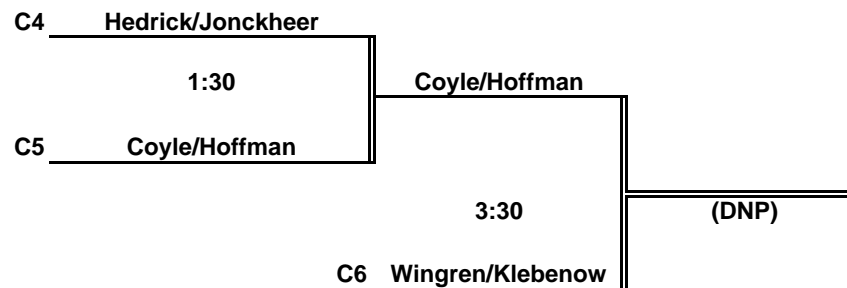 C4 Hedrick/Jonckheer
1:30 Coyle/Hoffman
C5 Coyle/Hoffman
3:30 (DNP)
C6 Wingren/Klebenow